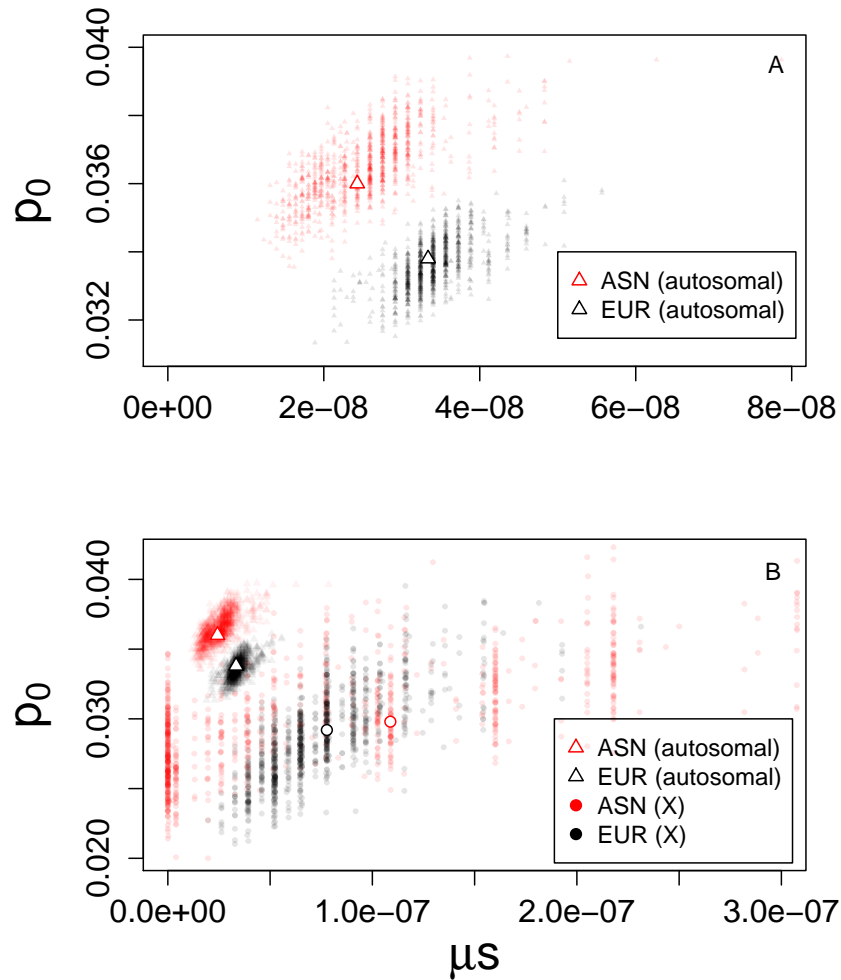 A
0.040
0.036
0.032
p0
ASN (autosomal)
EUR (autosomal)
0e+00 2e−08 4e−08 6e−08 8e−08
B
0.040
0.030
0.020
p0
ASN (autosomal)
EUR (autosomal)
ASN (X)
EUR (X)
0.0e+00 1.0e−07 2.0e−07 3.0e−07
μs